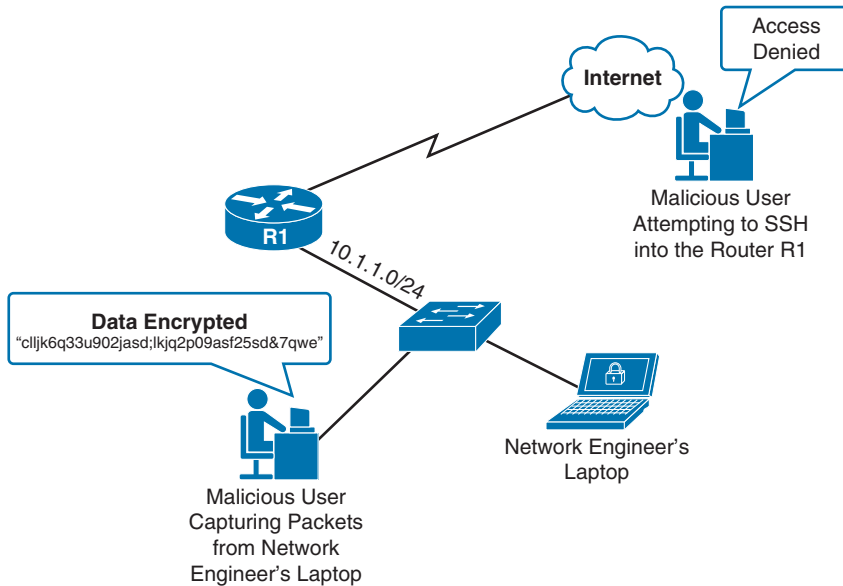 Access
Denied
Internet
Malicious User
Attempting to SSH
into the Router R1
R1
10.1.1.0/24
Data Encrypted
“clljk6q33u902jasd;lkjq2p09asf25sd&7qwe”
Network Engineer’s
Laptop
Malicious User
Capturing Packets
from Network
Engineer’s Laptop